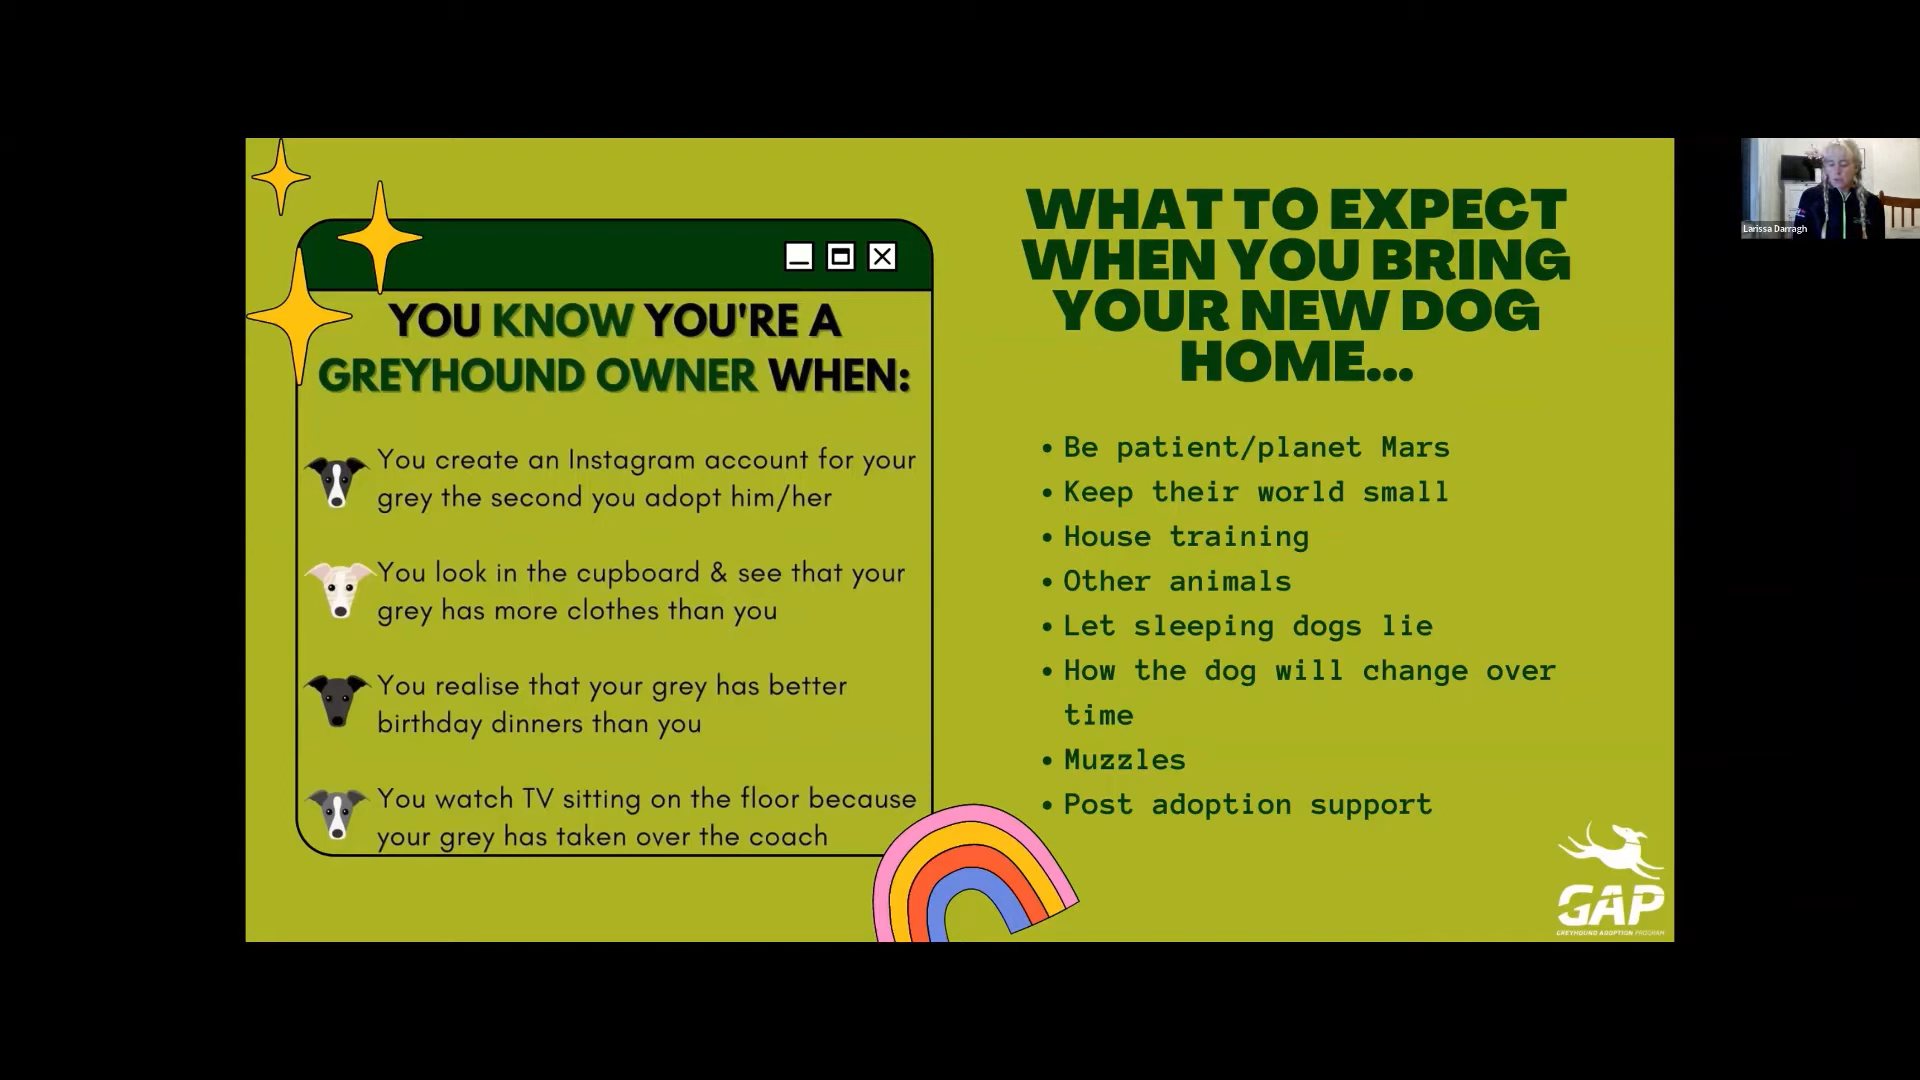 YOU KNOW YOU'RE A
GREYHOUND OWNER WHEN:
You create an Instagram account for your
grey the second you adopt him/her
You look in the cupboard & see that your
grey has more clothes than you
You realise that your grey has better
birthday dinners than you
You watch TV sitting on the floor because
your grey has taken over the coach
WHAT TO EXPECT
WHEN YOU BRING
YOUR NEW DOG
HOME...
• Be patient/planet Mars
• Keep their world small
• House training
• Other animals
• Let sleeping dogs lie
• How the dog will change over
time
• Muzzles
• Post adoption support
GAP
GREYHOUND ADOPTION PROGRAM
Larissa Darragh